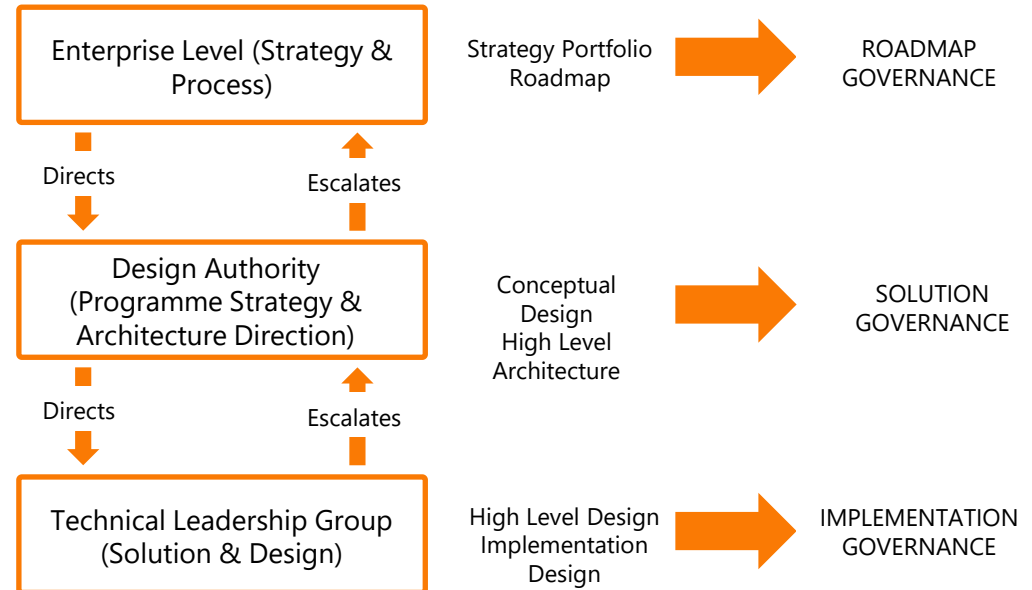 Enterprise Level (Strategy &
Process)
Strategy Portfolio
Roadmap
ROADMAP
GOVERNANCE
Directs
Escalates
Design Authority
(Programme Strategy &
Architecture Direction)
Conceptual
Design
High Level
Architecture
SOLUTION
GOVERNANCE
Directs
Escalates
Technical Leadership Group
(Solution & Design)
High Level Design
Implementation
Design
IMPLEMENTATION
GOVERNANCE